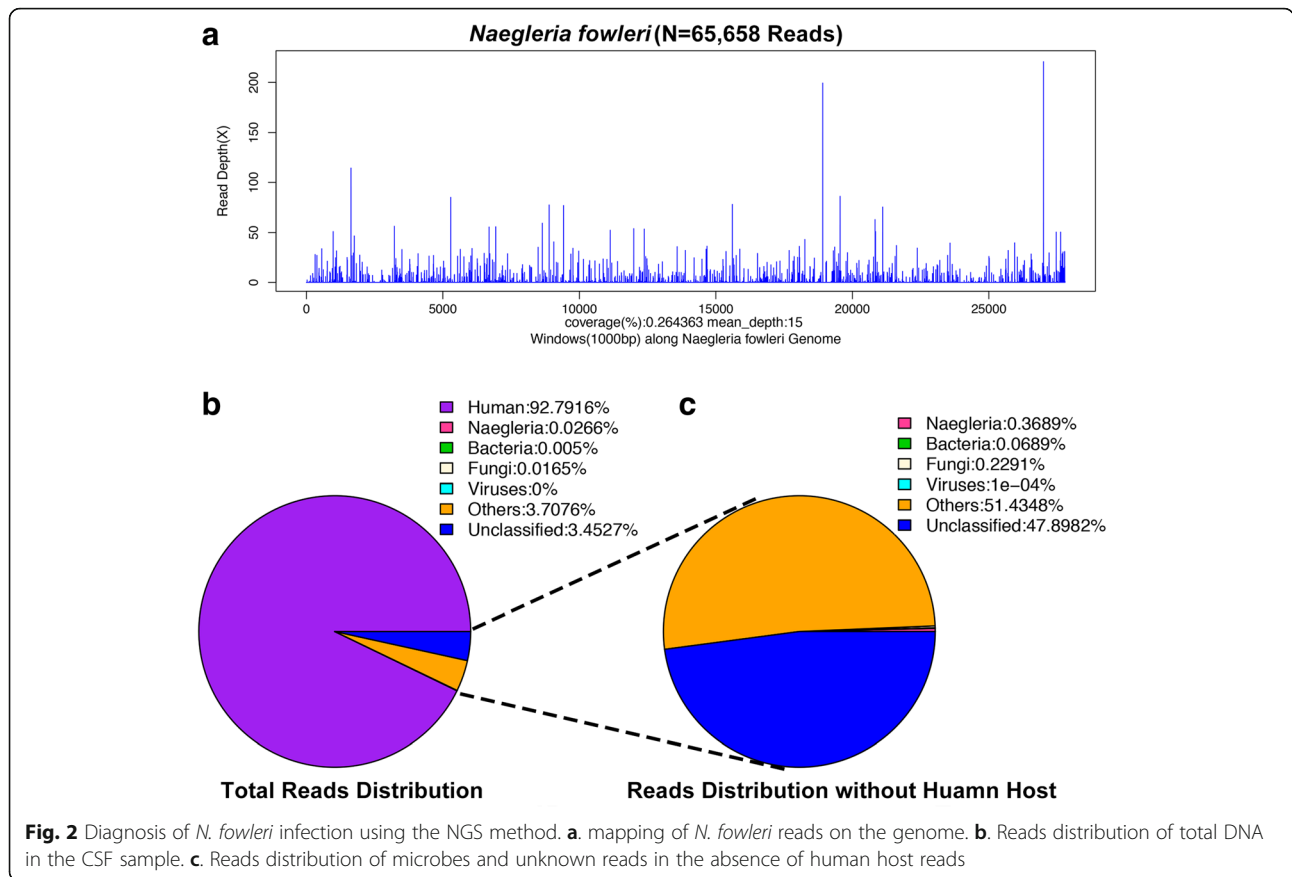 a
Naegleria fowleri (N=65,658 Reads)
Read Depth(X)
200
150
100
50
0
0 5000 10000 15000 20000 25000
coverage(%):0.264363 mean_depth:15
Windows(1000bp) along Naegleria fowleri Genome
b
Human:92.7916%
Naegleria:0.0266%
Bacteria:0.005%
Fungi:0.0165%
Viruses:0%
Others:3.7076%
Unclassified:3.4527%
Total Reads Distribution
c
Naegleria:0.3689%
Bacteria:0.0689%
Fungi:0.2291%
Viruses:1e−04%
Others:51.4348%
Unclassified:47.8982%
Reads Distribution without Huamn Host
Fig. 2 Diagnosis of N. fowleri infection using the NGS method. a. mapping of N. fowleri reads on the genome. b. Reads distribution of total DNA
in the CSF sample. c. Reads distribution of microbes and unknown reads in the absence of human host reads